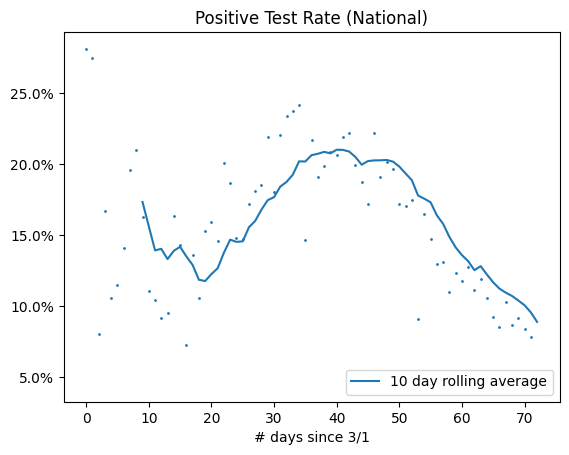 Positive Test Rate (National)
25.0%
20.0%
15.0%
10.0%
5.0%
10 day rolling average
0 10 20 30 40 50 60 70
# days since 3/1